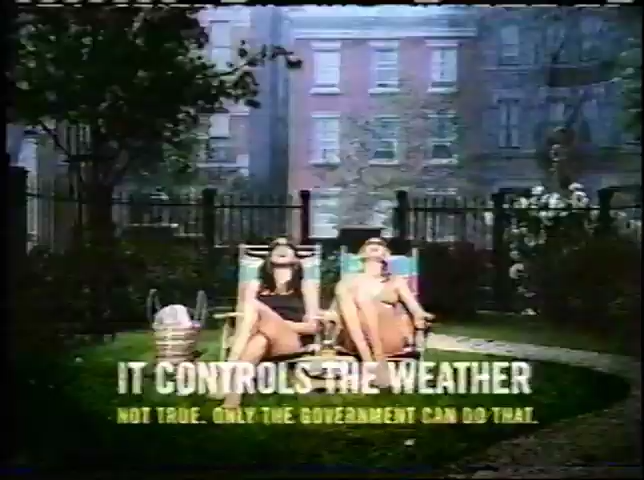 IT CONTROLS THE WEATHER
NOT TRUE. ONLY THE GOVERNMENT CAN DO THAT.